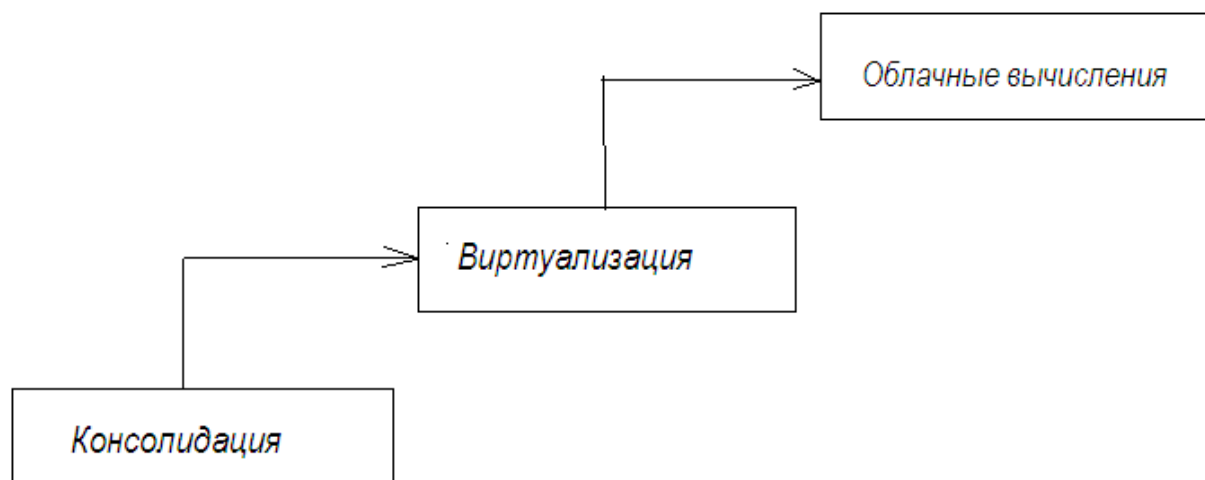 Облачные вычисления
Виртуализация
Консолидация